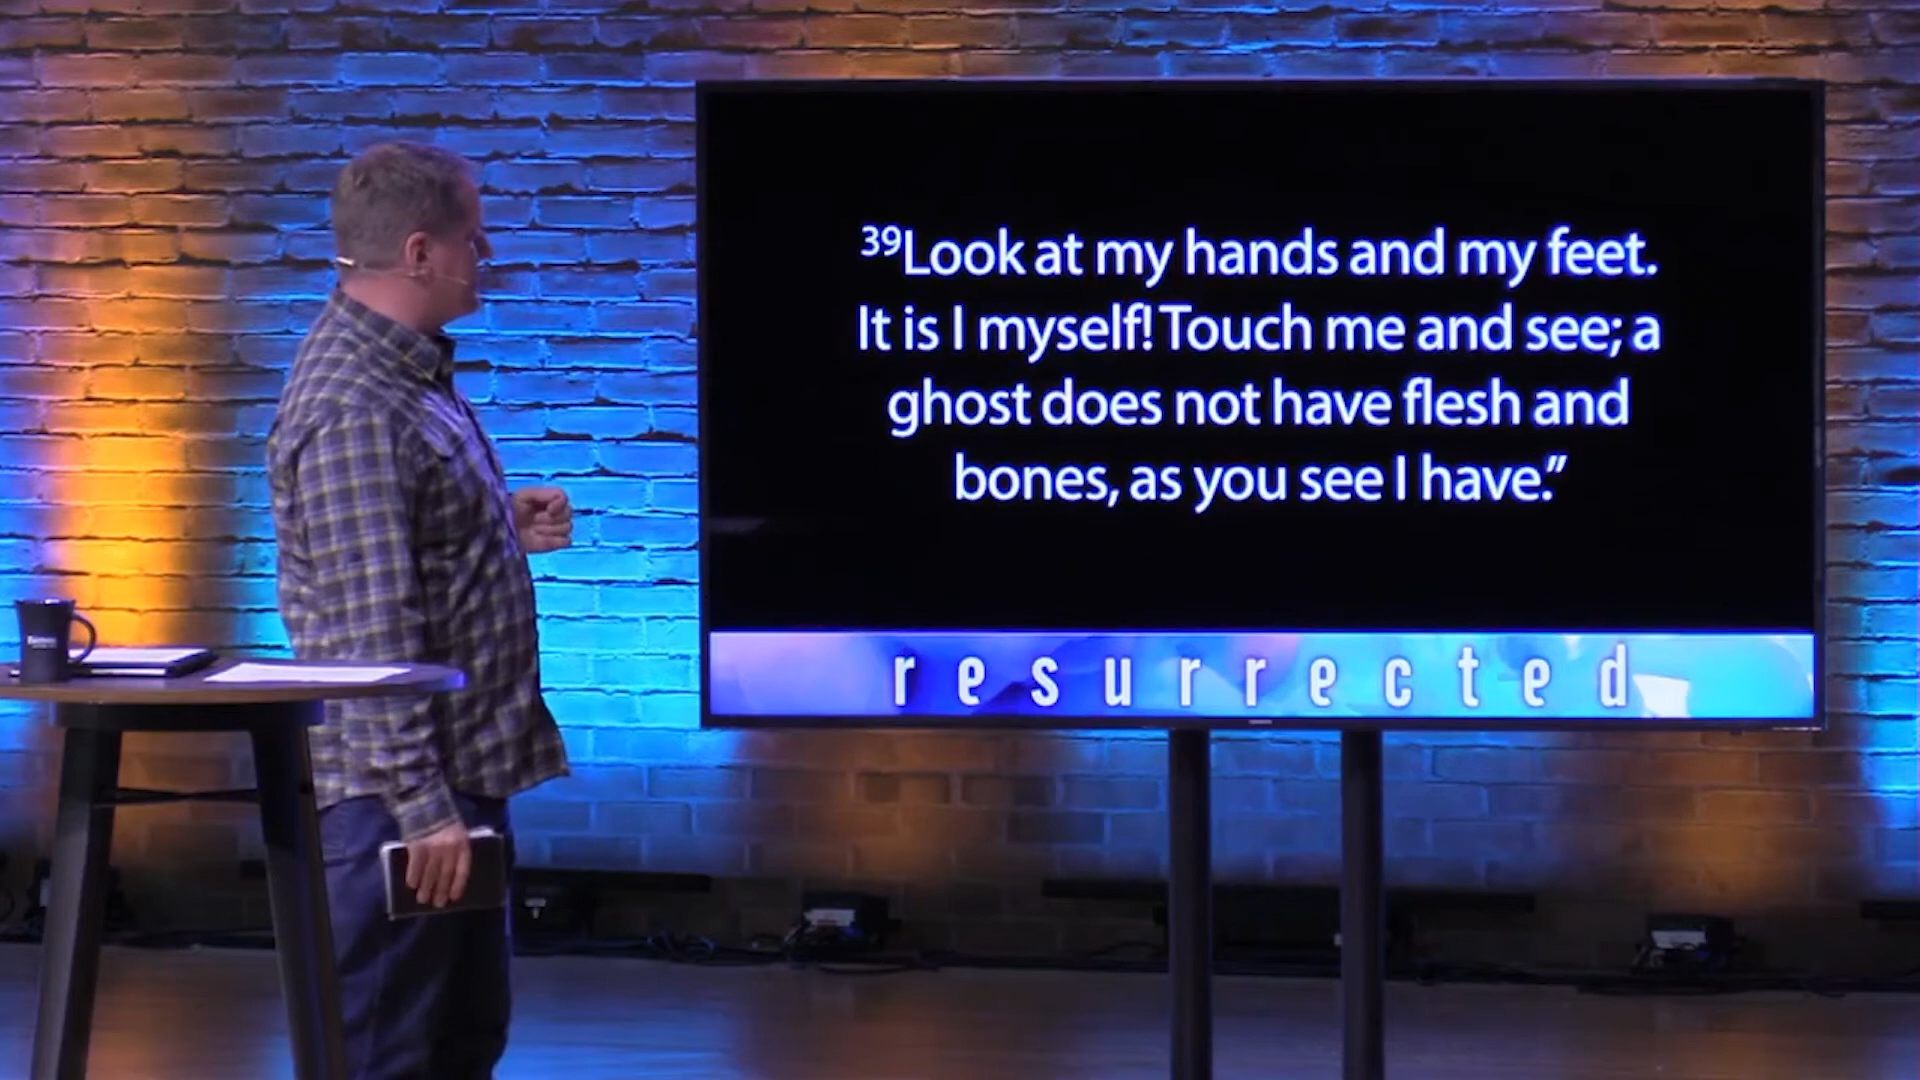 ³⁹Look at my hands and my feet.
It is I myself! Touch me and see; a
ghost does not have flesh and
bones, as you see I have.”
resurrected